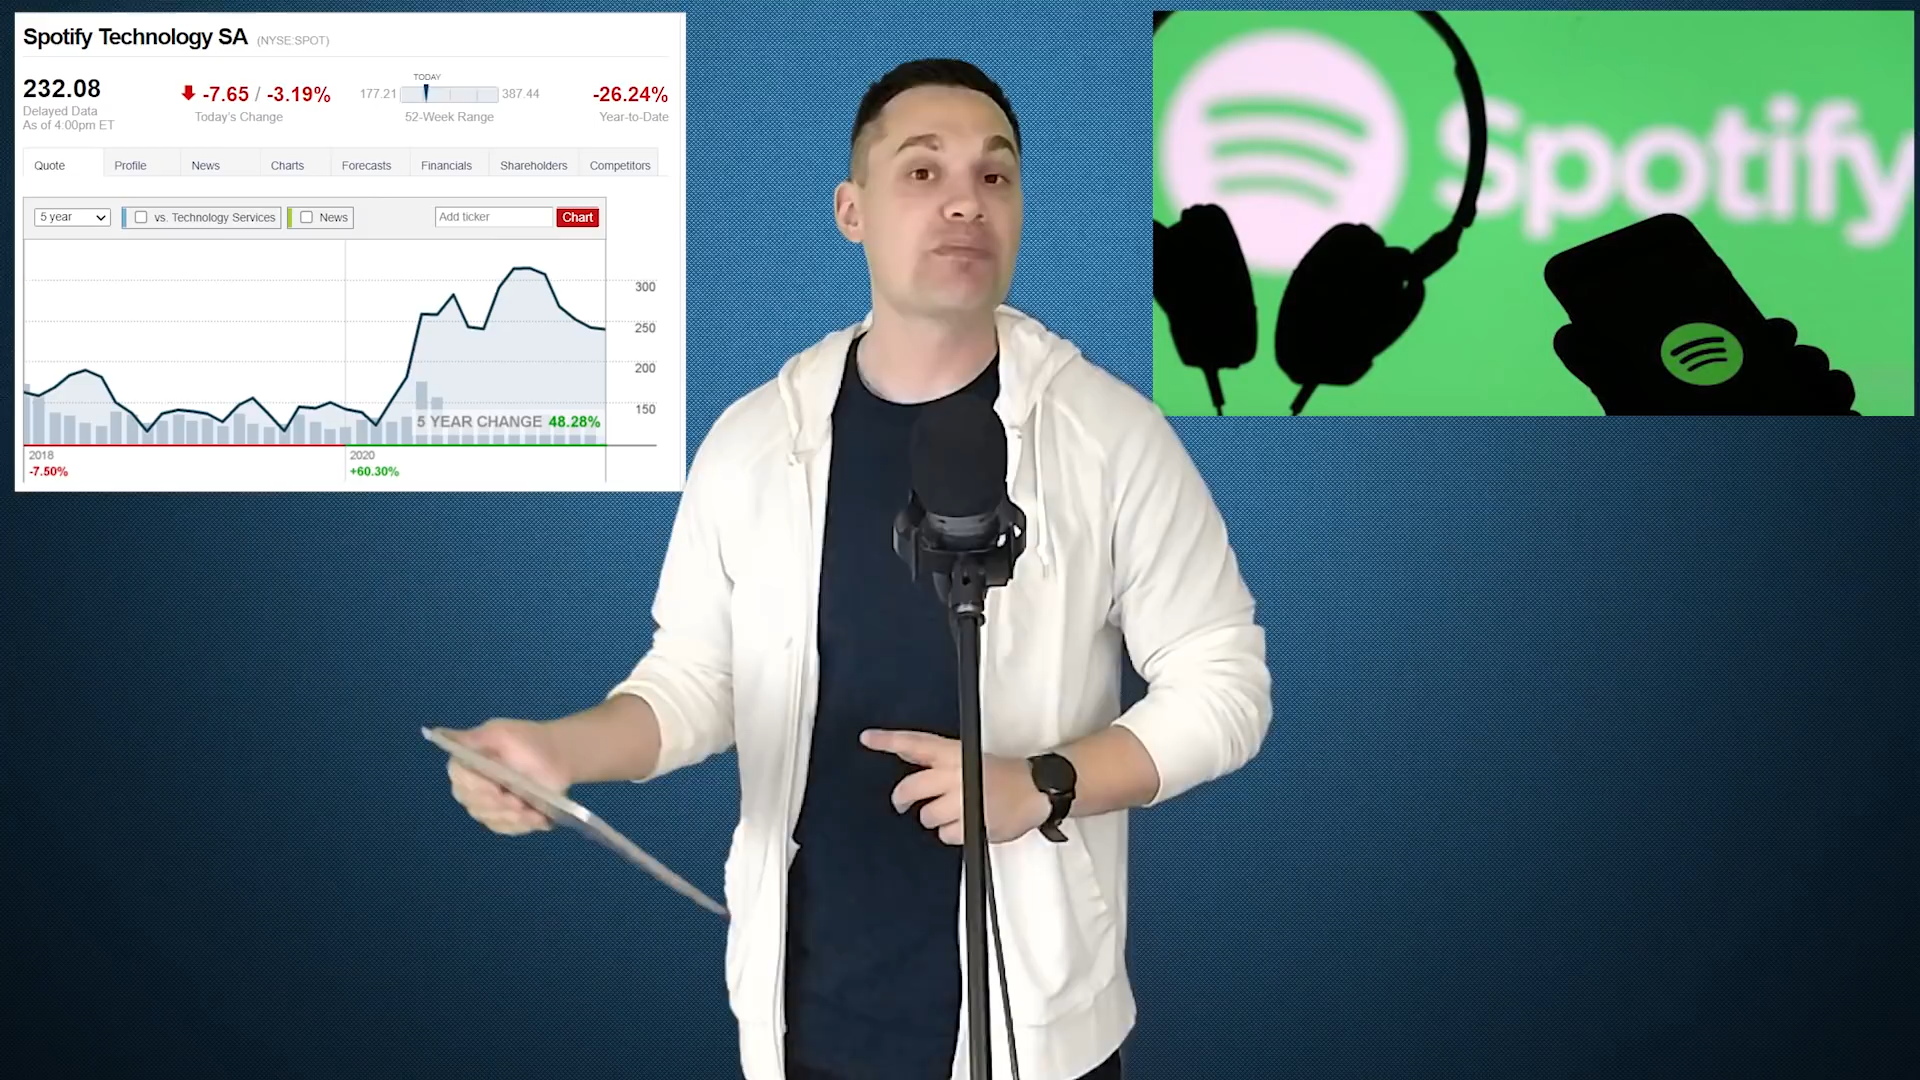 Spotify Technology SA (NYSE:SPOT)
232.08
Delayed Data
As of 4:00pm ET
-7.65 / -3.19%
Today's Change
TODAY
177.21
387.44
52-Week Range
-26.24%
Year-to-Date
Quote Profile News Charts Forecasts Financials Shareholders Competitors
5 year
vs. Technology Services
News
Add ticker
Chart
300
250
200
150
5 YEAR CHANGE 48.28%
2018
-7.50%
2020
+60.30%
Spotify